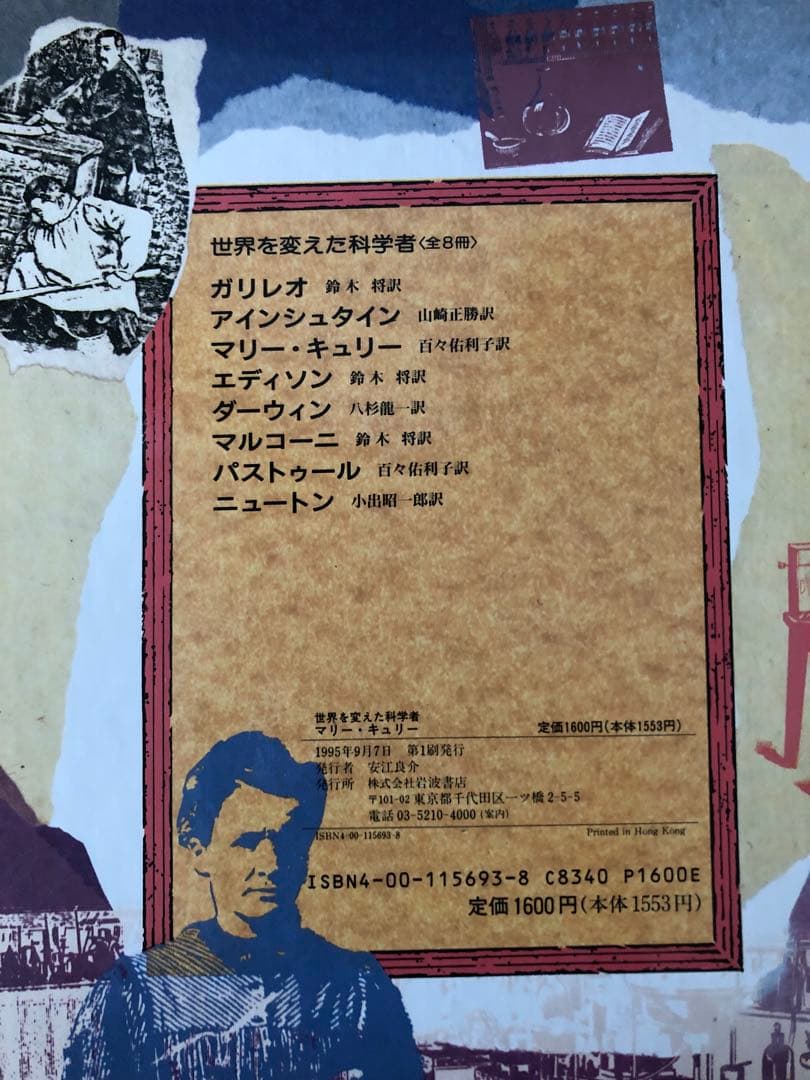 世界を変えた科学者〈全8冊〉
ガリレオ 鈴木 将訳
アインシュタイン 山崎正勝訳
マリー・キュリー 百々佑利子訳
エディソン 鈴木 将訳
ダーウィン 八杉龍一訳
マルコーニ 鈴木 将訳
パストゥール 百々佑利子訳
ニュートン 小出昭一郎訳
世界を変えた科学者
マリー・キュリー 定価1600円(本体1553円)
1995年9月7日 第1刷発行
発行者 安江良介
発行所 株式会社岩波書店
〒101-02 東京都千代田区一ツ橋2-5-5
電話 03-5210-4000(案内)
ISBN4-00-115693-8 Printed in Hong Kong
ISBN4-00-115693-8 C8340 P1600E
定価1600円(本体1553円)